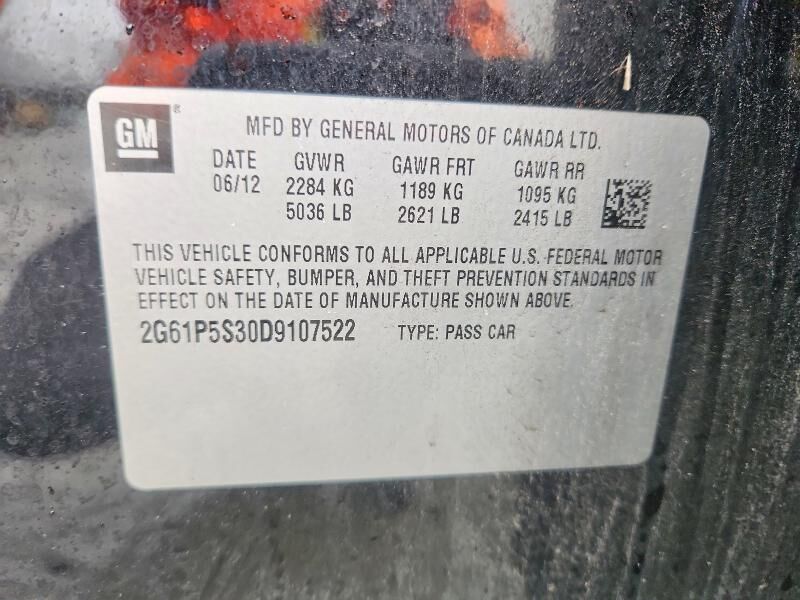 GM ®
MFD BY GENERAL MOTORS OF CANADA LTD.
DATE GVWR GAWR FRT GAWR RR
06/12 2284 KG 1189 KG 1095 KG
5036 LB 2621 LB 2415 LB
THIS VEHICLE CONFORMS TO ALL APPLICABLE U.S. FEDERAL MOTOR
VEHICLE SAFETY, BUMPER, AND THEFT PREVENTION STANDARDS IN
EFFECT ON THE DATE OF MANUFACTURE SHOWN ABOVE.
2G61P5S30D9107522 TYPE: PASS CAR